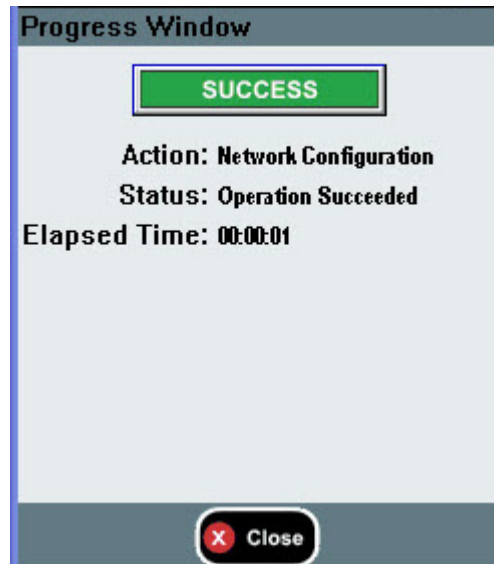 Progress Window
SUCCESS
Action: Network Configuration
Status: Operation Succeeded
Elapsed Time: 00:00:01
X Close